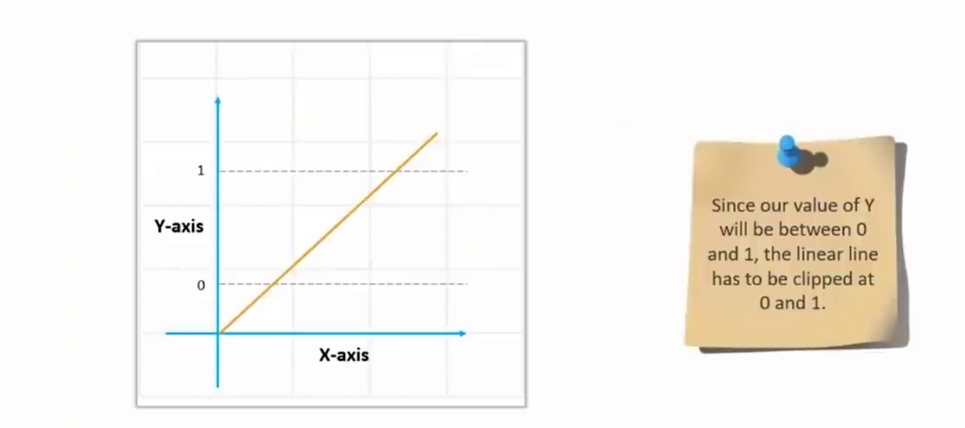 1
Y-axis
0
X-axis
Since our value of Y
will be between 0
and 1, the linear line
has to be clipped at
0 and 1.